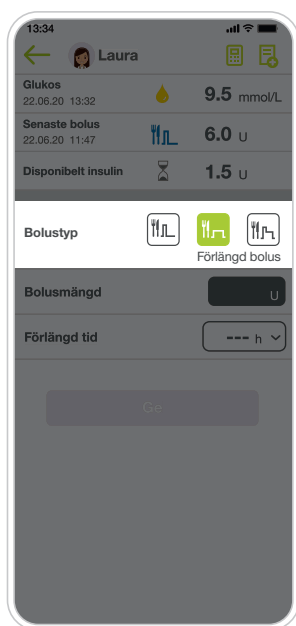 13:34
Laura
Glukos
22.06.20 13:32
9.5 mmol/L
Senaste bolus
22.06.20 11:47
6.0 U
Disponibelt insulin
1.5 U
Bolustyp
Förlängd bolus
Bolusmängd
U
Förlängd tid
--- h
Ge